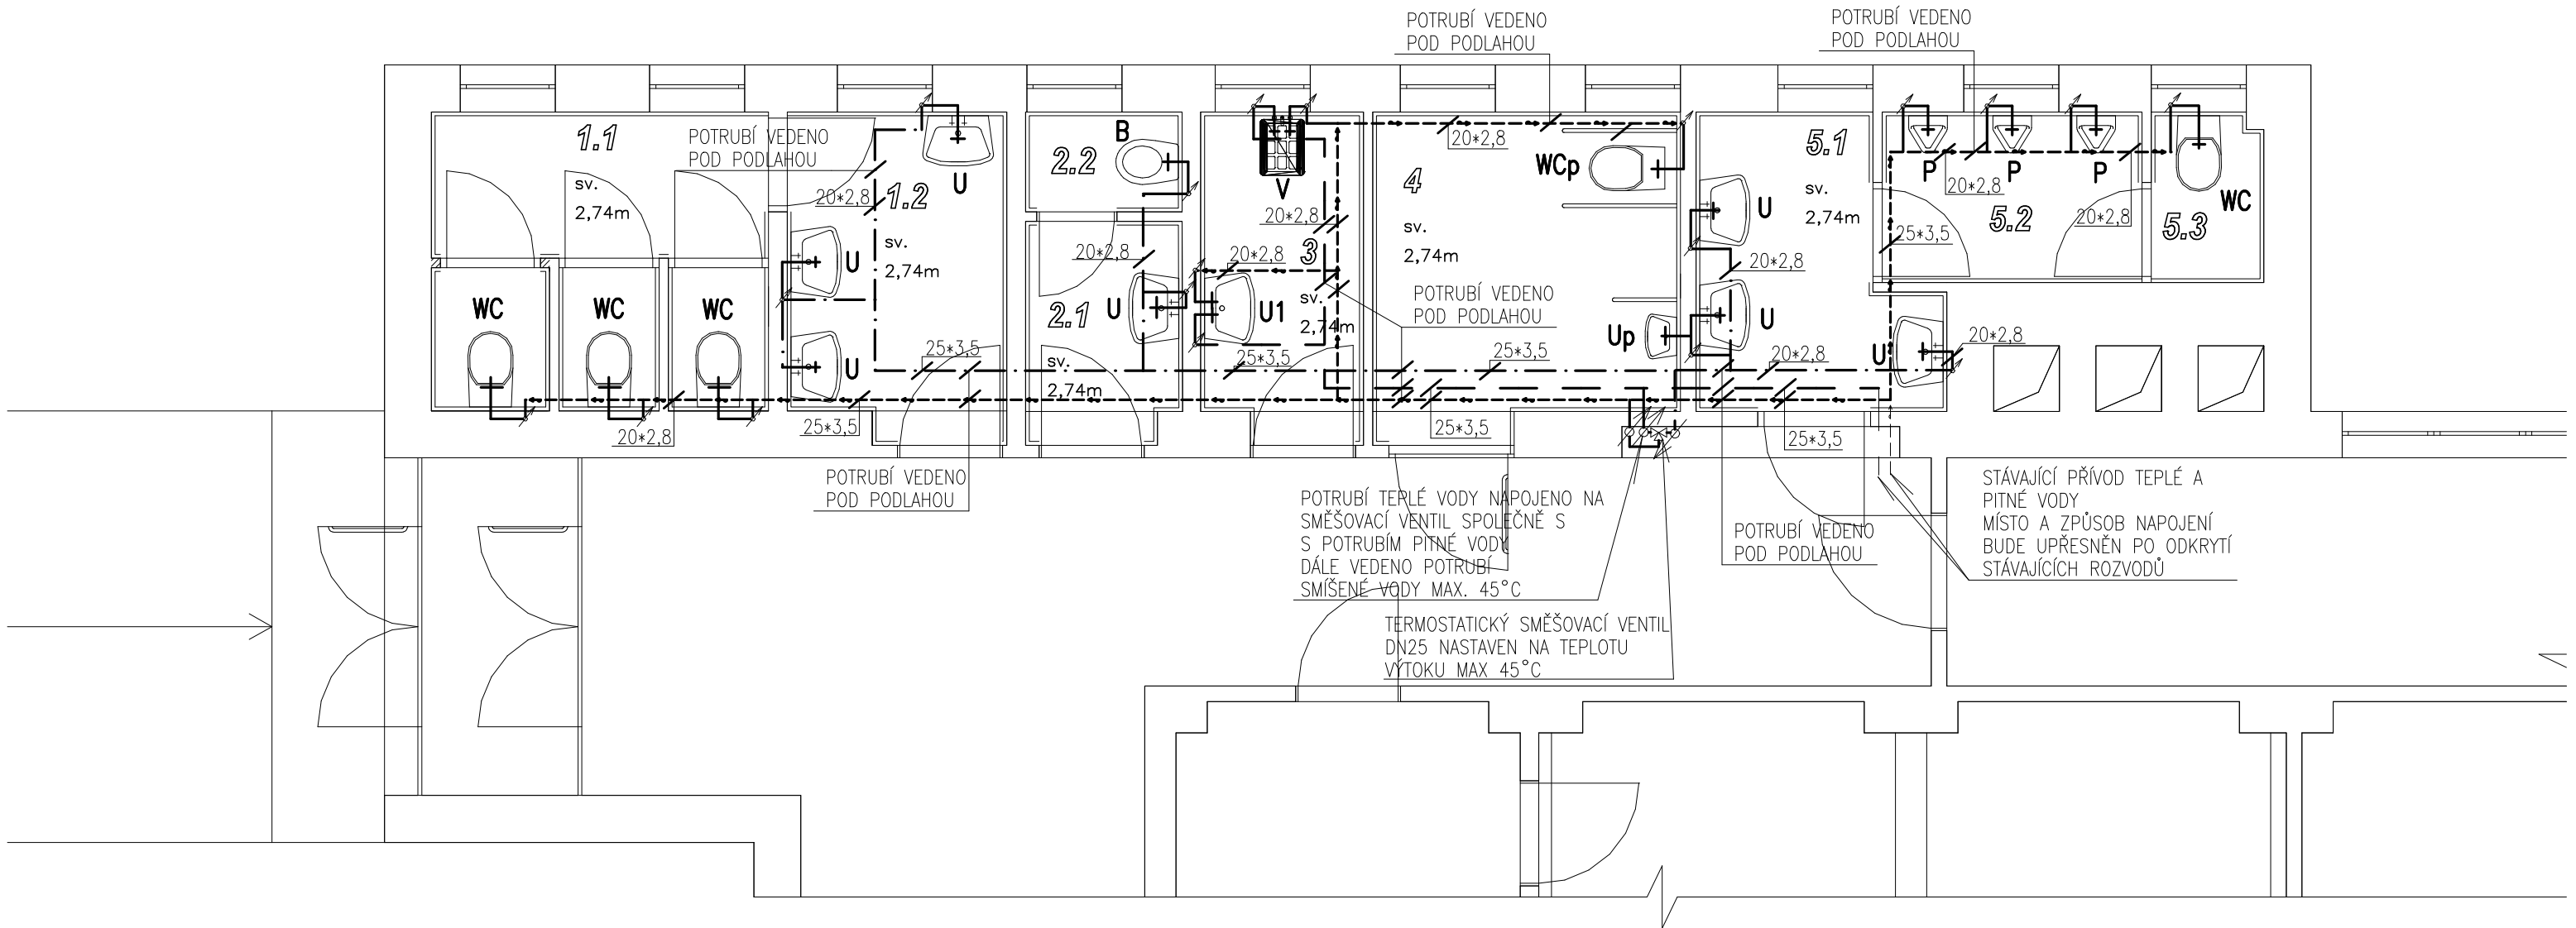 POTRUBÍ VEDENO
POD PODLAHOU
POTRUBÍ VEDENO
POD PODLAHOU
1.1
POTRUBÍ VEDENO
POD PODLAHOU
sv.
2,74m
20*2,8
1.2
U
sv.
2,74m
B
2.2
V
20*2,8
3
20*2,8
20*2,8
20*2,8
WCp
4
sv.
2,74m
5.1
sv.
2,74m
P
P
P
20*2,8
20*2,8
5.2
5.3
WC
25*3,5
U
20*2,8
U
U
WC
WC
WC
U
2.1
U
U1
sv.
2,74m
POTRUBÍ VEDENO
POD PODLAHOU
Up
U
25*3,5
sv.
2,74m
25*3,5
25*3,5
20*2,8
U
20*2,8
20*2,8
25*3,5
25*3,5
25*3,5
POTRUBÍ VEDENO
POD PODLAHOU
POTRUBÍ TEPLÉ VODY NAPOJENO NA
SMĚŠOVACÍ VENTIL SPOLEČNĚ S
S POTRUBÍM PITNÉ VODY
DÁLE VEDENO POTRUBÍ
SMÍŠENÉ VODY MAX. 45°C
POTRUBÍ VEDENO
POD PODLAHOU
STÁVAJÍCÍ PŘÍVOD TEPLÉ A
PITNÉ VODY
MÍSTO A ZPŮSOB NAPOJENÍ
BUDE UPŘESNĚN PO ODKRYTÍ
STÁVAJÍCÍCH ROZVODŮ
TERMOSTATICKÝ SMĚŠOVACÍ VENTIL
DN25 NASTAVEN NA TEPLOTU
VÝTOKU MAX 45°C